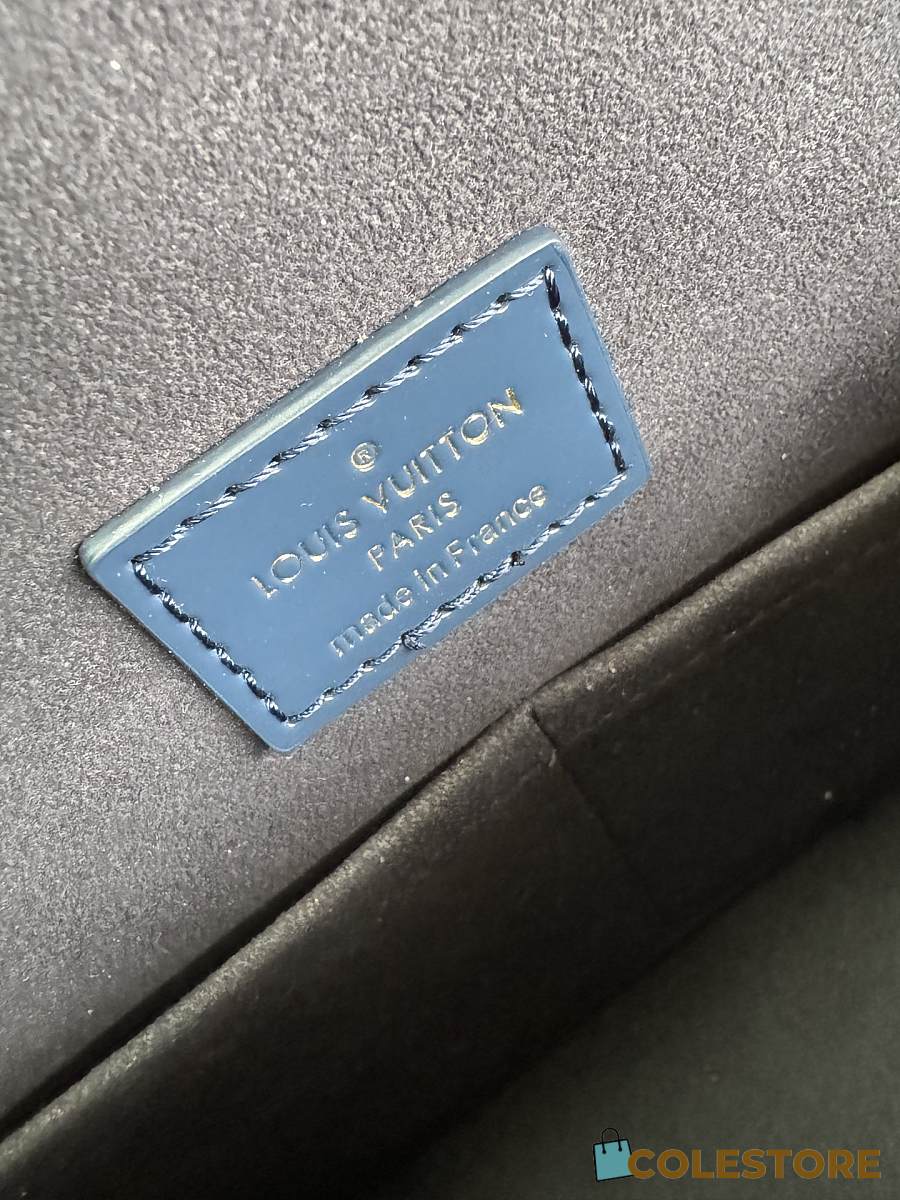 ®
LOUIS VUITTON
PARIS
made in France
COLESTORE